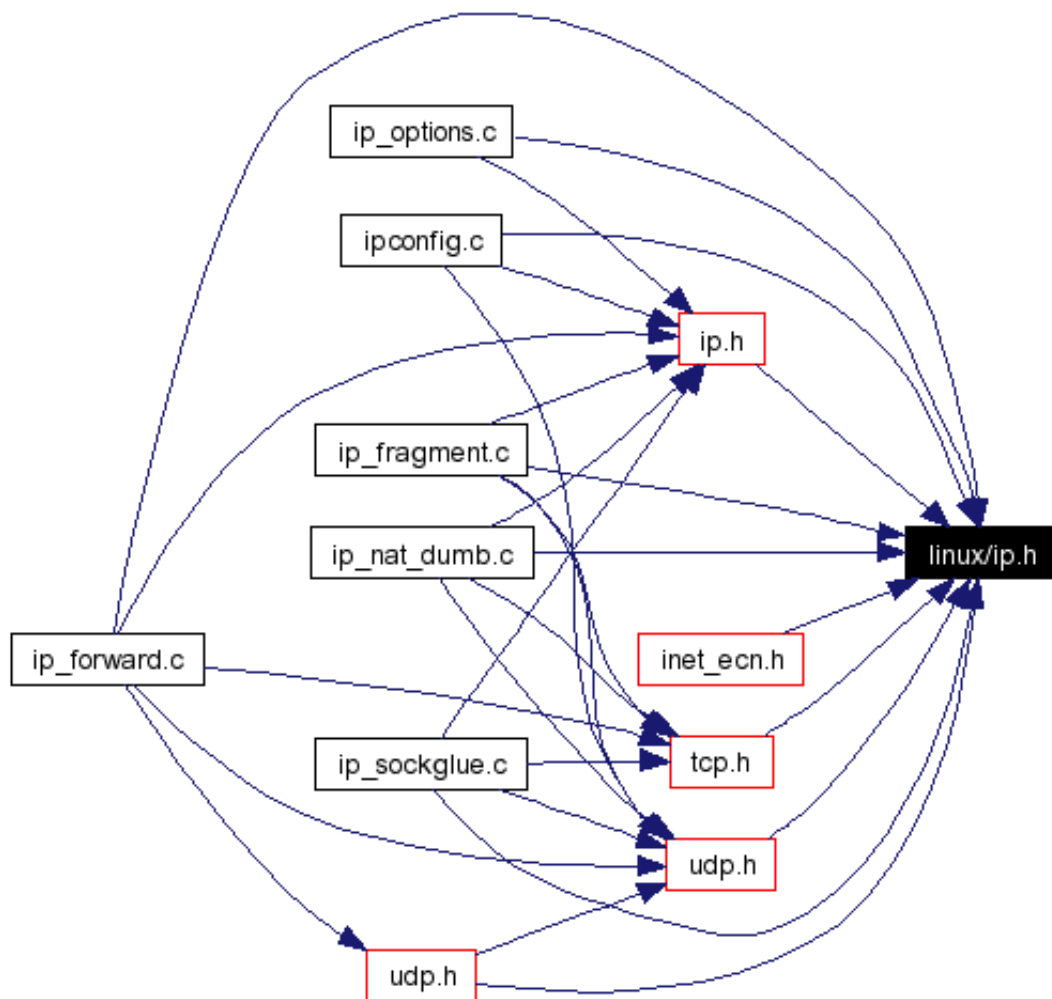 ip_options.c
ipconfig.c
ip.h
ip_fragment.c
ip_nat_dumb.c
linux/ip.h
ip_forward.c
inet_ecn.h
ip_sockglue.c
tcp.h
udp.h
udp.h